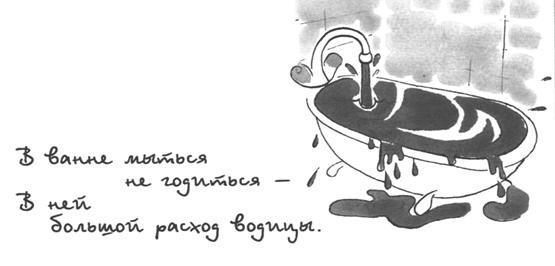 В ванне мыться
не годиться —
В ней
большой расход водицы.